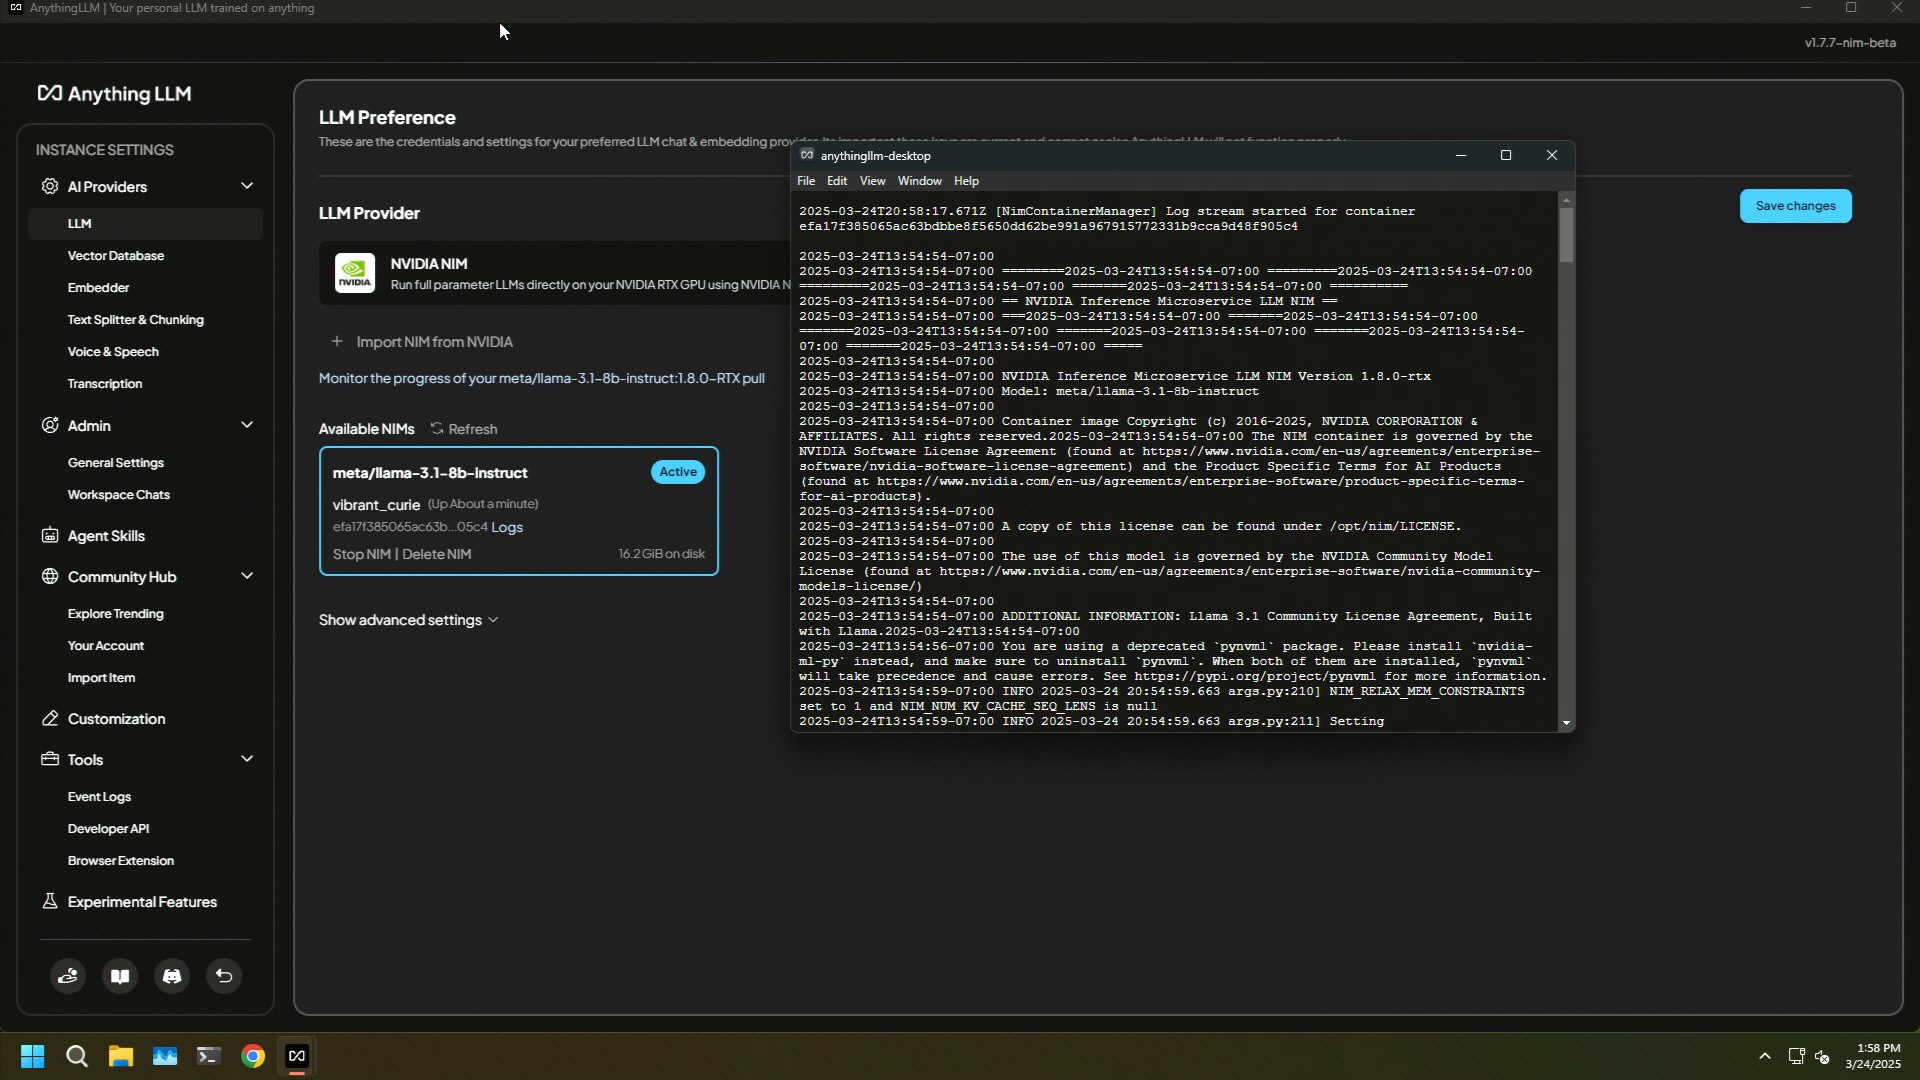 AnythingLLM | Your personal LLM trained on anything
v1.7.7-nim-beta
Anything LLM
INSTANCE SETTINGS
AI Providers
LLM
Vector Database
Embedder
Text Splitter & Chunking
Voice & Speech
Transcription
Admin
General Settings
Workspace Chats
Agent Skills
Community Hub
Explore Trending
Your Account
Import Item
Customization
Tools
Event Logs
Developer API
Browser Extension
Experimental Features
LLM Preference
These are the credentials and settings for your preferred LLM chat & embedding provider. Its important these keys are current and correct or else AnythingLLM will not function properly.
LLM Provider
Save changes
NVIDIA
NVIDIA NIM
Run full parameter LLMs directly on your NVIDIA RTX GPU using NVIDIA N
Import NIM from NVIDIA
Monitor the progress of your meta/llama-3.1-8b-instruct:1.8.0-RTX pull
Available NIMs Refresh
meta/llama-3.1-8b-instruct Active
vibrant_curie (Up About a minute)
efa17f385065ac63b...05c4 Logs
Stop NIM | Delete NIM 16.2 GiB on disk
Show advanced settings
anythingllm-desktop
File Edit View Window Help
2025-03-24T20:58:17.671Z [NimContainerManager] Log stream started for container
efa17f385065ac63bdbbe8f5650dd62be991a967915772331b9cca9d48f905c4
2025-03-24T13:54:54-07:00
2025-03-24T13:54:54-07:00 ========2025-03-24T13:54:54-07:00 =========2025-03-24T13:54:54-07:00
=========2025-03-24T13:54:54-07:00 =======2025-03-24T13:54:54-07:00 ==========
2025-03-24T13:54:54-07:00 == NVIDIA Inference Microservice LLM NIM ==
2025-03-24T13:54:54-07:00 ===2025-03-24T13:54:54-07:00 =======2025-03-24T13:54:54-07:00
=======2025-03-24T13:54:54-07:00 =======2025-03-24T13:54:54-07:00 =======2025-03-24T13:54:54-
07:00 =======2025-03-24T13:54:54-07:00 =====
2025-03-24T13:54:54-07:00
2025-03-24T13:54:54-07:00 NVIDIA Inference Microservice LLM NIM Version 1.8.0-rtx
2025-03-24T13:54:54-07:00 Model: meta/llama-3.1-8b-instruct
2025-03-24T13:54:54-07:00
2025-03-24T13:54:54-07:00 Container image Copyright (c) 2016-2025, NVIDIA CORPORATION &
AFFILIATES. All rights reserved.2025-03-24T13:54:54-07:00 The NIM container is governed by the
NVIDIA Software License Agreement (found at https://www.nvidia.com/en-us/agreements/enterprise-
software/nvidia-software-license-agreement) and the Product Specific Terms for AI Products
(found at https://www.nvidia.com/en-us/agreements/enterprise-software/product-specific-terms-
for-ai-products).
2025-03-24T13:54:54-07:00
2025-03-24T13:54:54-07:00 A copy of this license can be found under /opt/nim/LICENSE.
2025-03-24T13:54:54-07:00
2025-03-24T13:54:54-07:00 The use of this model is governed by the NVIDIA Community Model
License (found at https://www.nvidia.com/en-us/agreements/enterprise-software/nvidia-community-
models-license/)
2025-03-24T13:54:54-07:00
2025-03-24T13:54:54-07:00 ADDITIONAL INFORMATION: Llama 3.1 Community License Agreement, Built
with Llama.2025-03-24T13:54:54-07:00
2025-03-24T13:54:56-07:00 You are using a deprecated `pynvml` package. Please install `nvidia-
ml-py` instead, and make sure to uninstall `pynvml`. When both of them are installed, `pynvml`
will take precedence and cause errors. See https://pypi.org/project/pynvml for more information.
2025-03-24T13:54:59-07:00 INFO 2025-03-24 20:54:59.663 args.py:210] NIM_RELAX_MEM_CONSTRAINTS
set to 1 and NIM_NUM_KV_CACHE_SEQ_LENS is null
2025-03-24T13:54:59-07:00 INFO 2025-03-24 20:54:59.663 args.py:211] Setting
1:58 PM
3/24/2025